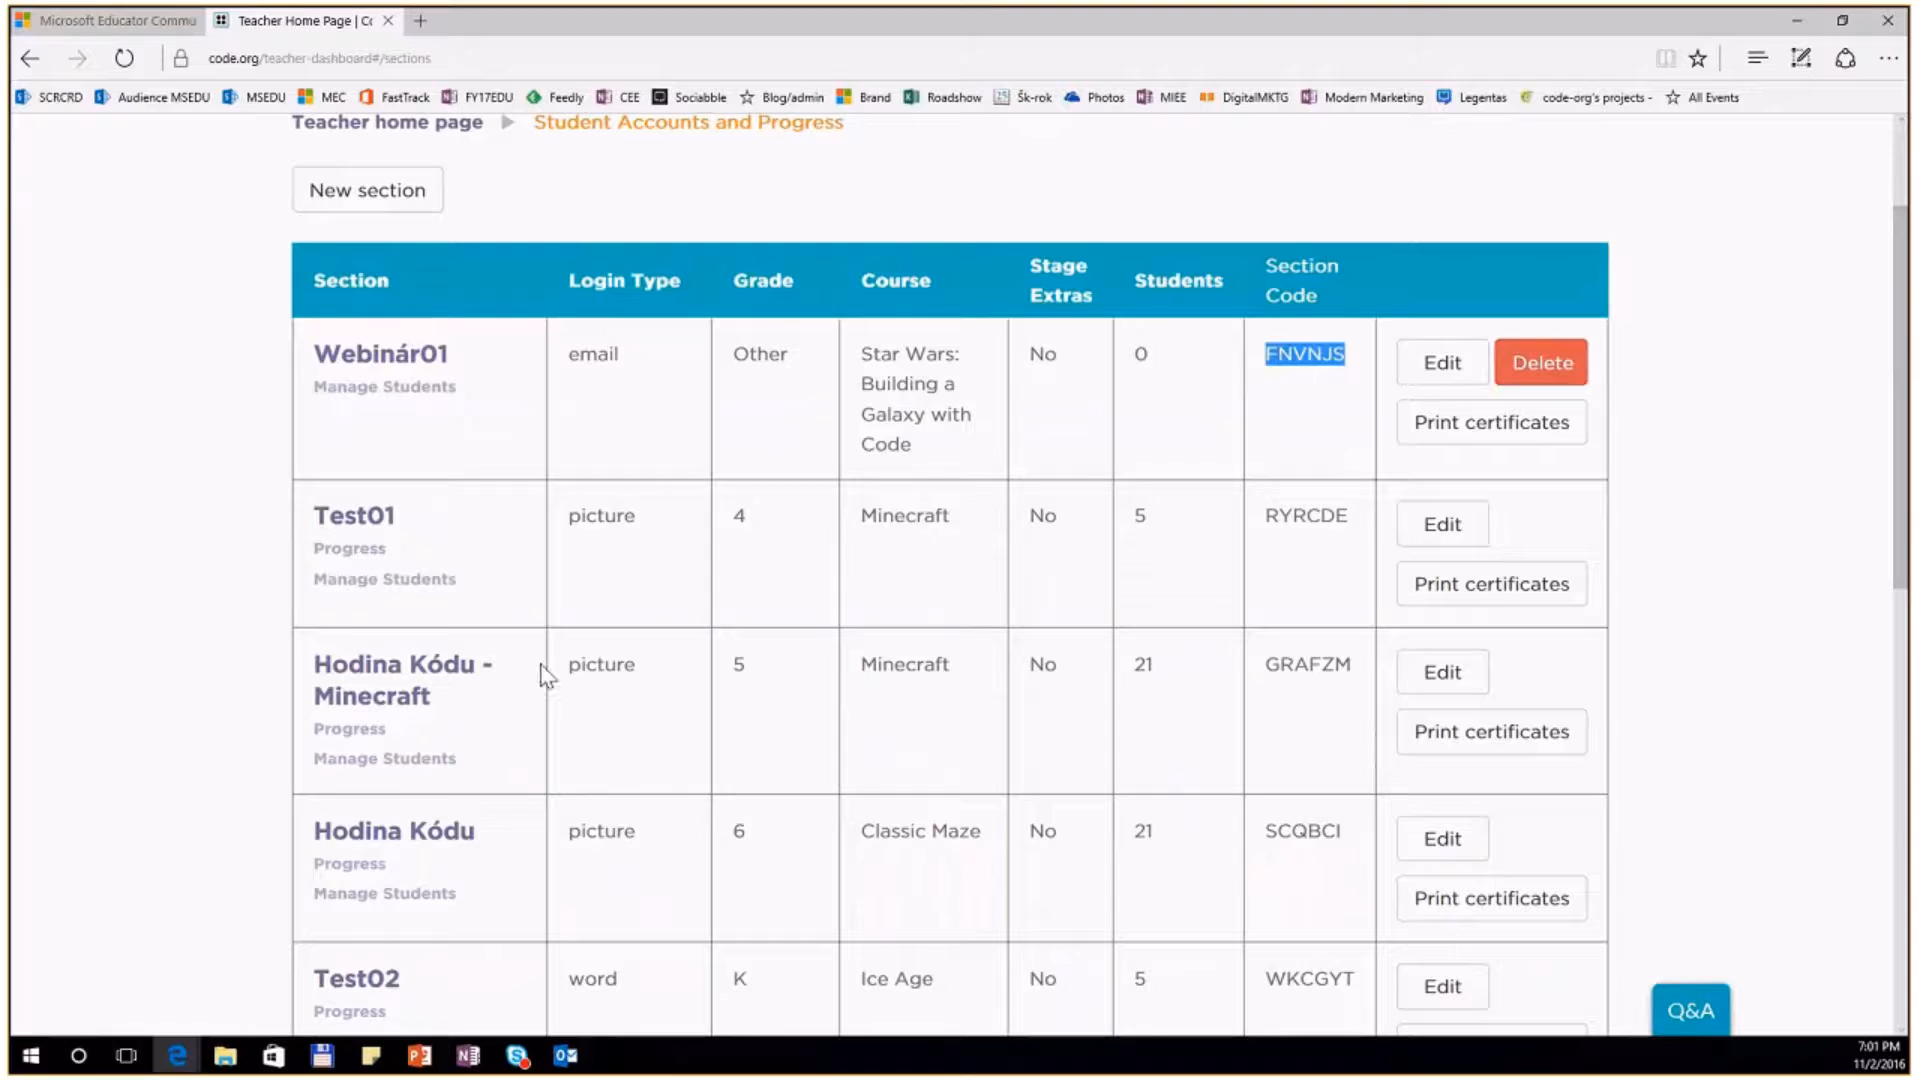 Microsoft Educator Commu
Teacher Home Page | Co
code.org/teacher-dashboard#/sections
SCRCRD Audience MSEDU MSEDU MEC FastTrack FY17EDU Feedly CEE Sociabble Blog/admin Brand Roadshow Šk-rok Photos MIEE DigitalMKTG Modern Marketing Legentas code-org's projects - All Events
Teacher home page Student Accounts and Progress
New section
Section Login Type Grade Course Stage Extras Students Section Code
Webinár01 email Other Star Wars: No 0 FNVNJS Edit Delete
Manage Students Building a
Galaxy with Print certificates
Code
Test01 picture 4 Minecraft No 5 RYRCDE Edit
Progress
Manage Students Print certificates
Hodina Kódu - picture 5 Minecraft No 21 GRAFZM Edit
Minecraft
Progress Print certificates
Manage Students
Hodina Kódu picture 6 Classic Maze No 21 SCQBCI Edit
Progress
Manage Students Print certificates
Test02 word K Ice Age No 5 WKCGYT Edit
Progress
Q&A
7:01 PM
11/2/2016